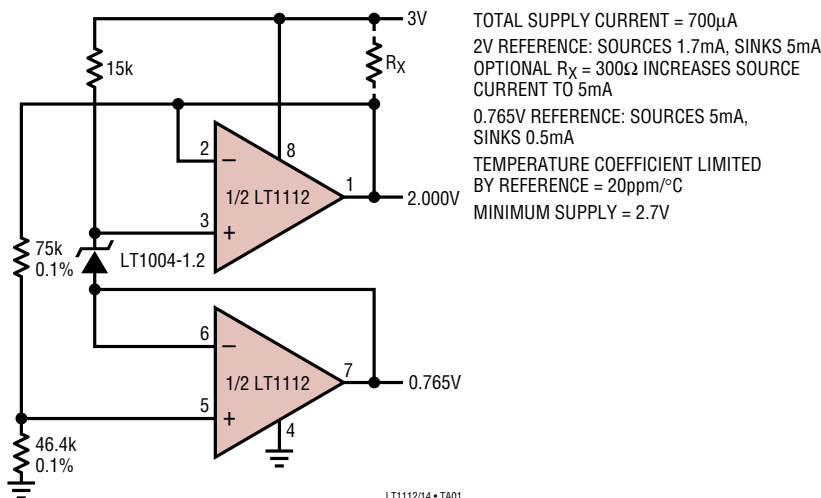 3V
15k
RX
2
8
1
1/2 LT1112
2.000V
3
75k
0.1%
LT1004-1.2
6
7
1/2 LT1112
0.765V
5
4
46.4k
0.1%
TOTAL SUPPLY CURRENT = 700μA
2V REFERENCE: SOURCES 1.7mA, SINKS 5mA
OPTIONAL RX = 300Ω INCREASES SOURCE
CURRENT TO 5mA
0.765V REFERENCE: SOURCES 5mA,
SINKS 0.5mA
TEMPERATURE COEFFICIENT LIMITED
BY REFERENCE = 20ppm/°C
MINIMUM SUPPLY = 2.7V
LT1112/14 • TA01